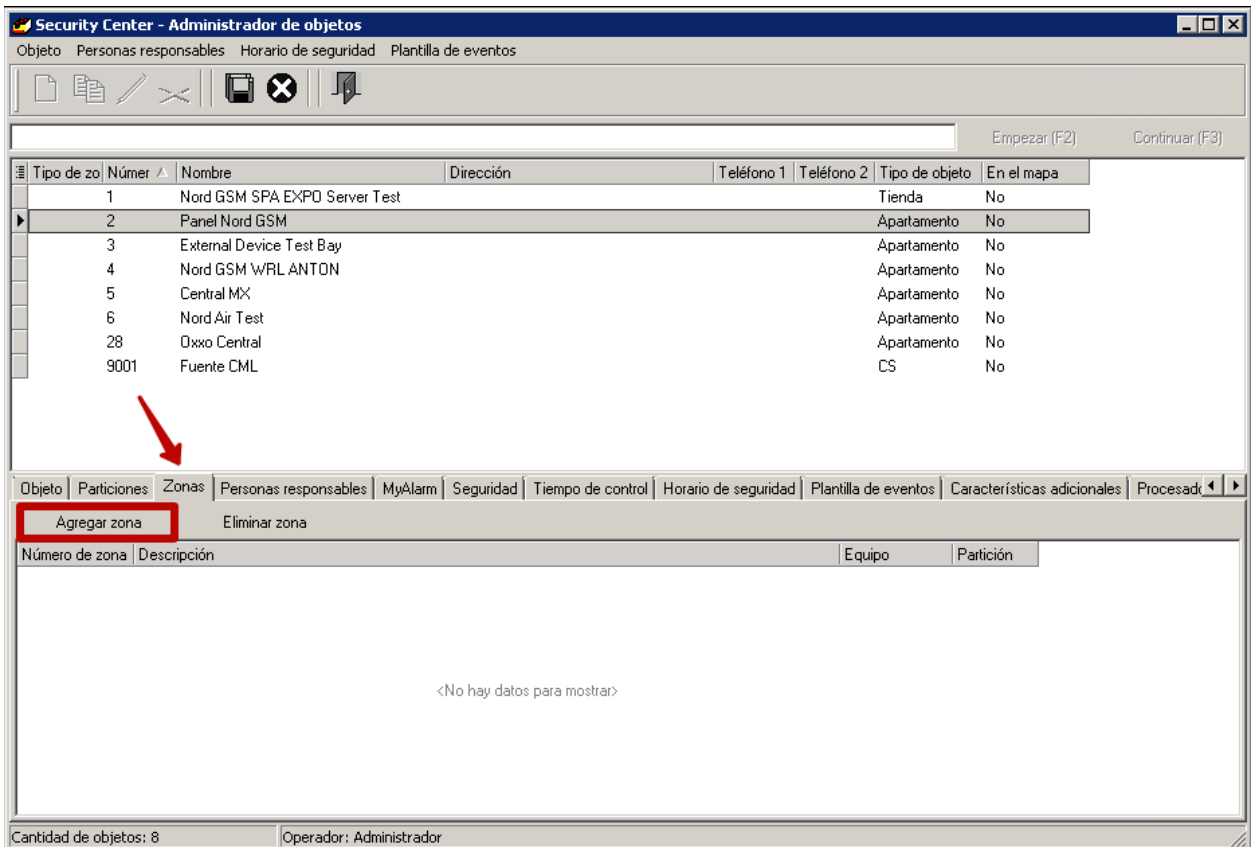 Security Center - Administrador de objetos
Objeto Personas responsables Horario de seguridad Plantilla de eventos
Empezar (F2) Continuar (F3)
Tipo de zo Númer Nombre Dirección Teléfono 1 Teléfono 2 Tipo de objeto En el mapa
1 Nord GSM SPA EXPO Server Test Tienda No
2 Panel Nord GSM Apartamento No
3 External Device Test Bay Apartamento No
4 Nord GSM WRL ANTON Apartamento No
5 Central MX Apartamento No
6 Nord Air Test Apartamento No
28 Oxxo Central Apartamento No
9001 Fuente CML CS No
Objeto Particiones Zonas Personas responsables MyAlarm Seguridad Tiempo de control Horario de seguridad Plantilla de eventos Características adicionales Procesado
Agregar zona Eliminar zona
Número de zona Descripción Equipo Partición
<No hay datos para mostrar>
Cantidad de objetos: 8 Operador: Administrador